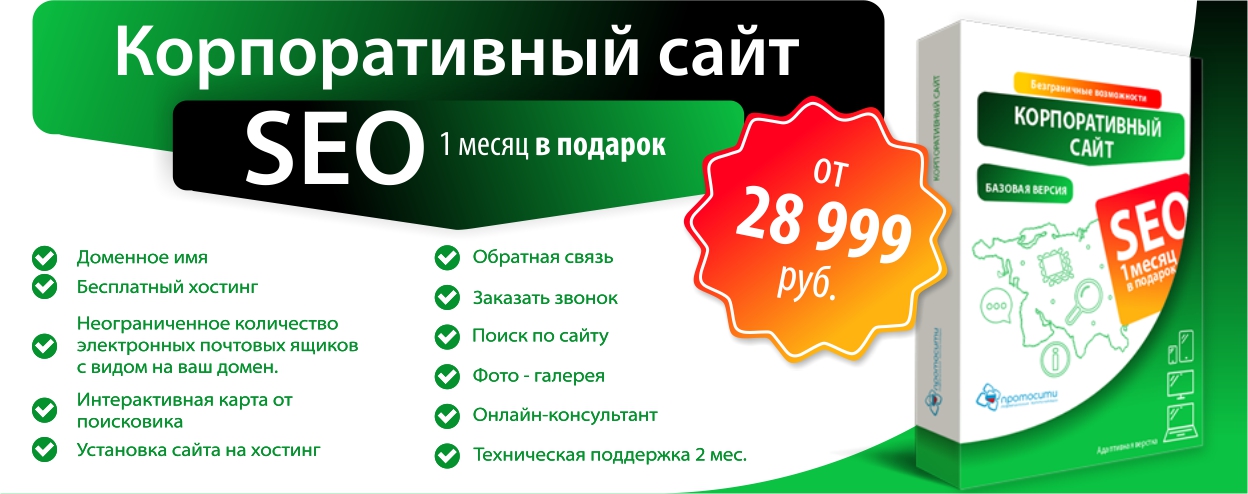 Корпоративный сайт
SEO 1 месяц в подарок
от
28 999
руб.
Доменное имя
Бесплатный хостинг
Неограниченное количество
электронных почтовых ящиков
с видом на ваш домен.
Интерактивная карта от
поисковика
Установка сайта на хостинг
Обратная связь
Заказать звонок
Поиск по сайту
Фото - галерея
Онлайн-консультант
Техническая поддержка 2 мес.
КОРПОРАТИВНЫЙ САЙТ
протосити
Безграничные возможности
КОРПОРАТИВНЫЙ
САЙТ
БАЗОВАЯ ВЕРСИЯ
SEO
1 месяц
в подарок
протосити
Адаптивная верстка